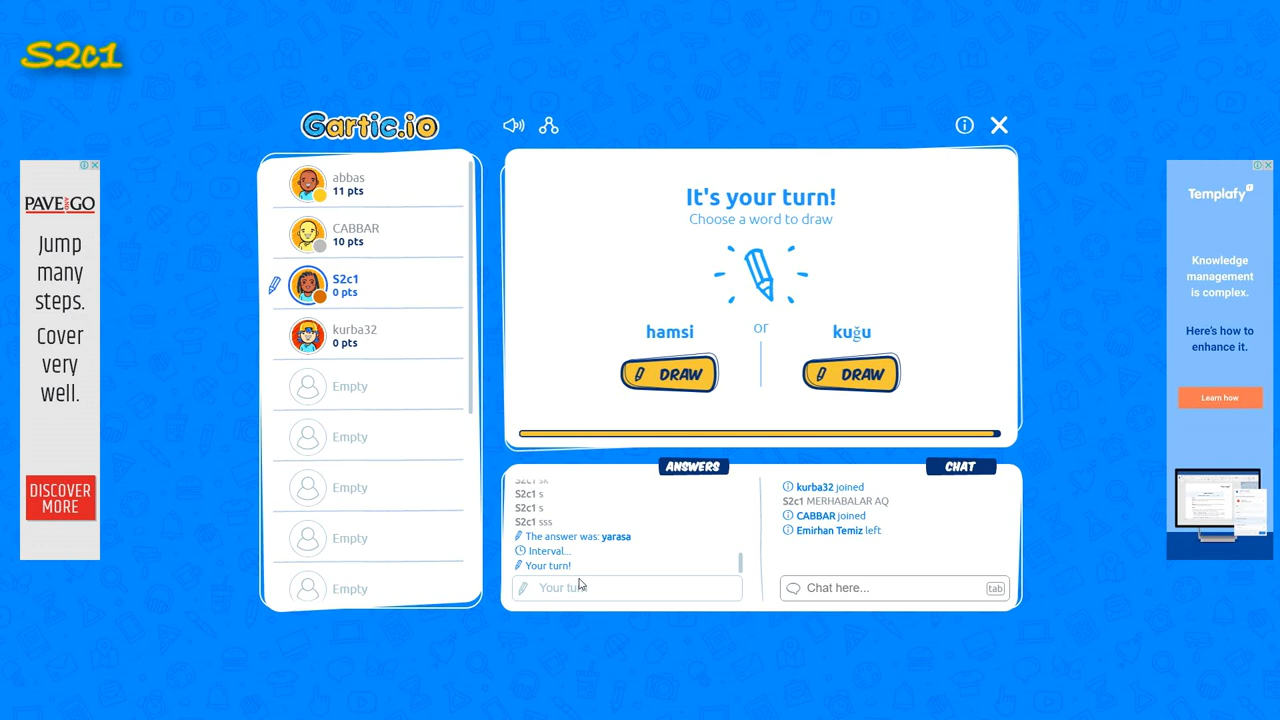 S2c1
Gartic.io
PAVE AND GO
Jump
many
steps.
Cover
very
well.
DISCOVER
MORE
abbas
11 pts
CABBAR
10 pts
S2c1
0 pts
kurba32
0 pts
Empty
Empty
Empty
Empty
Empty
It's your turn!
Choose a word to draw
hamsi
or
kuğu
DRAW
DRAW
ANSWERS
S2c1 sk
S2c1 s
S2c1 s
S2c1 sss
The answer was: yarasa
Interval...
Your turn!
Your turn
CHAT
kurba32 joined
S2c1 MERHABALAR AQ
CABBAR joined
Emirhan Temiz left
Chat here...
tab
Templafy
Knowledge
management
is complex.
Here's how to
enhance it.
Learn how